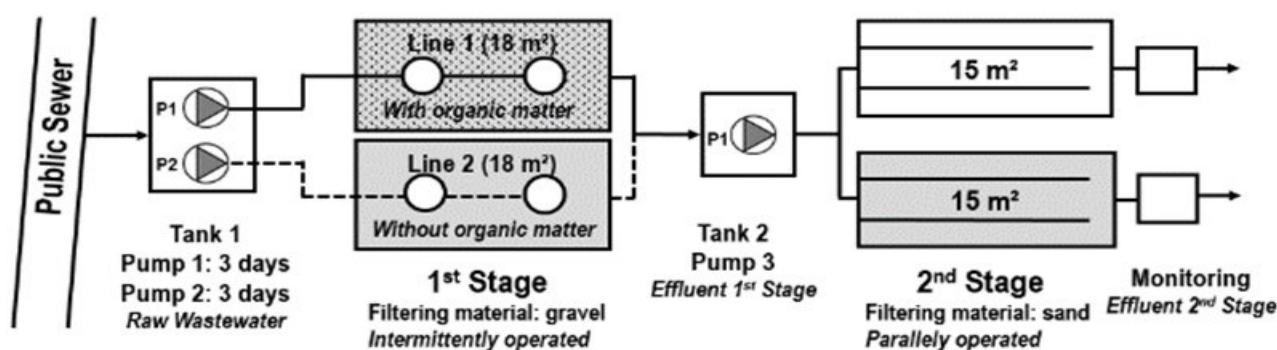 Public Sewer
P1
P2
Tank 1
Pump 1: 3 days
Pump 2: 3 days
Raw Wastewater
Line 1 (18 m²)
With organic matter
Line 2 (18 m²)
Without organic matter
1st Stage
Filtering material: gravel
Intermittently operated
P1
Tank 2
Pump 3
Effluent 1st Stage
15 m²
15 m²
2nd Stage
Filtering material: sand
Parallely operated
Monitoring
Effluent 2nd Stage